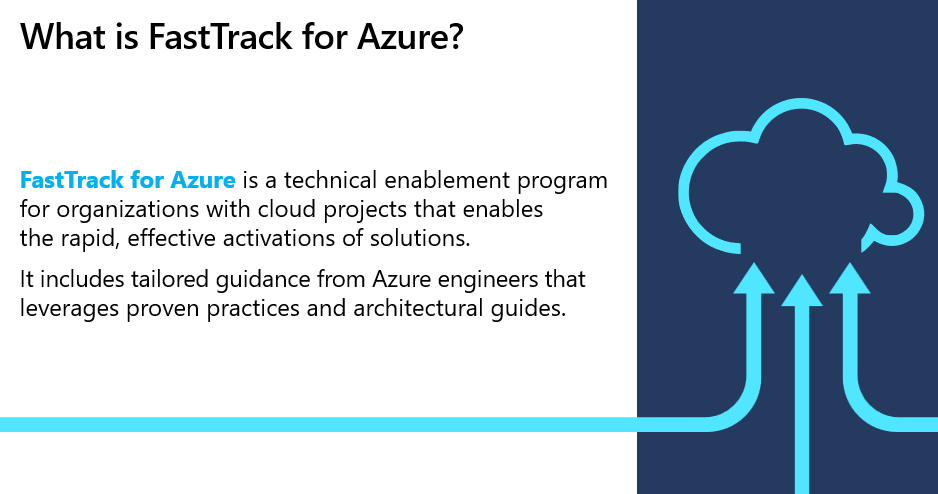 What is FastTrack for Azure?
FastTrack for Azure is a technical enablement program
for organizations with cloud projects that enables
the rapid, effective activations of solutions.
It includes tailored guidance from Azure engineers that
leverages proven practices and architectural guides.